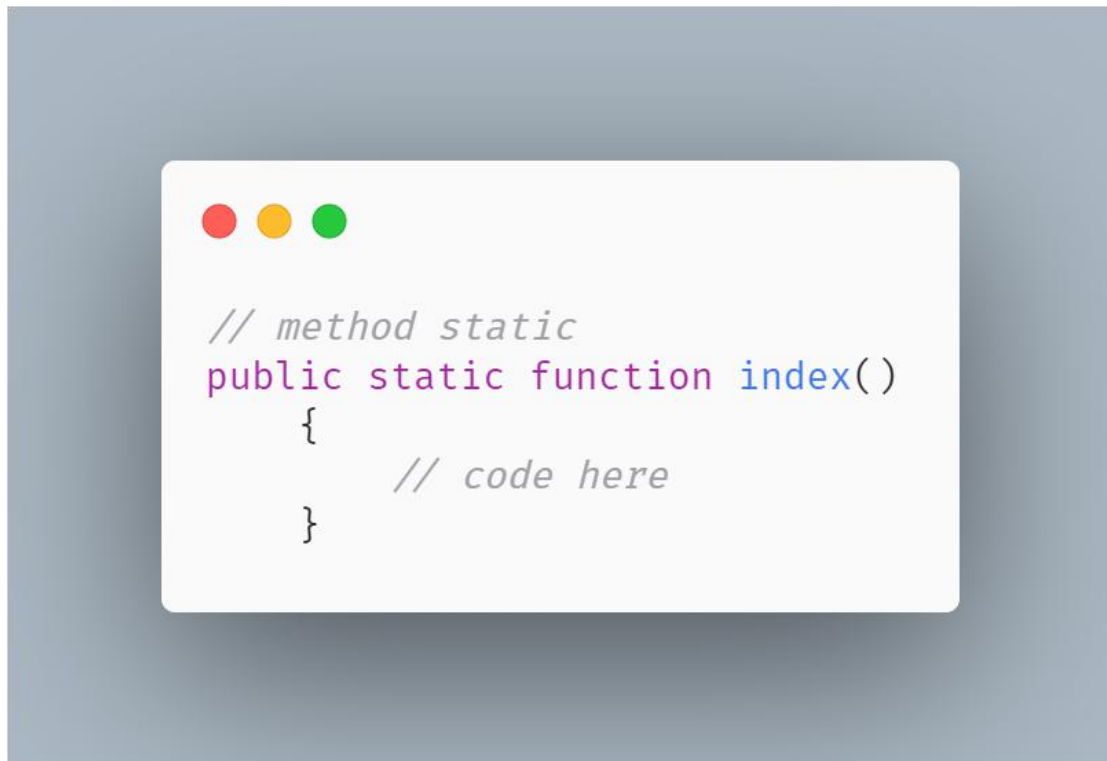 // method static
public static function index()
{
// code here
}